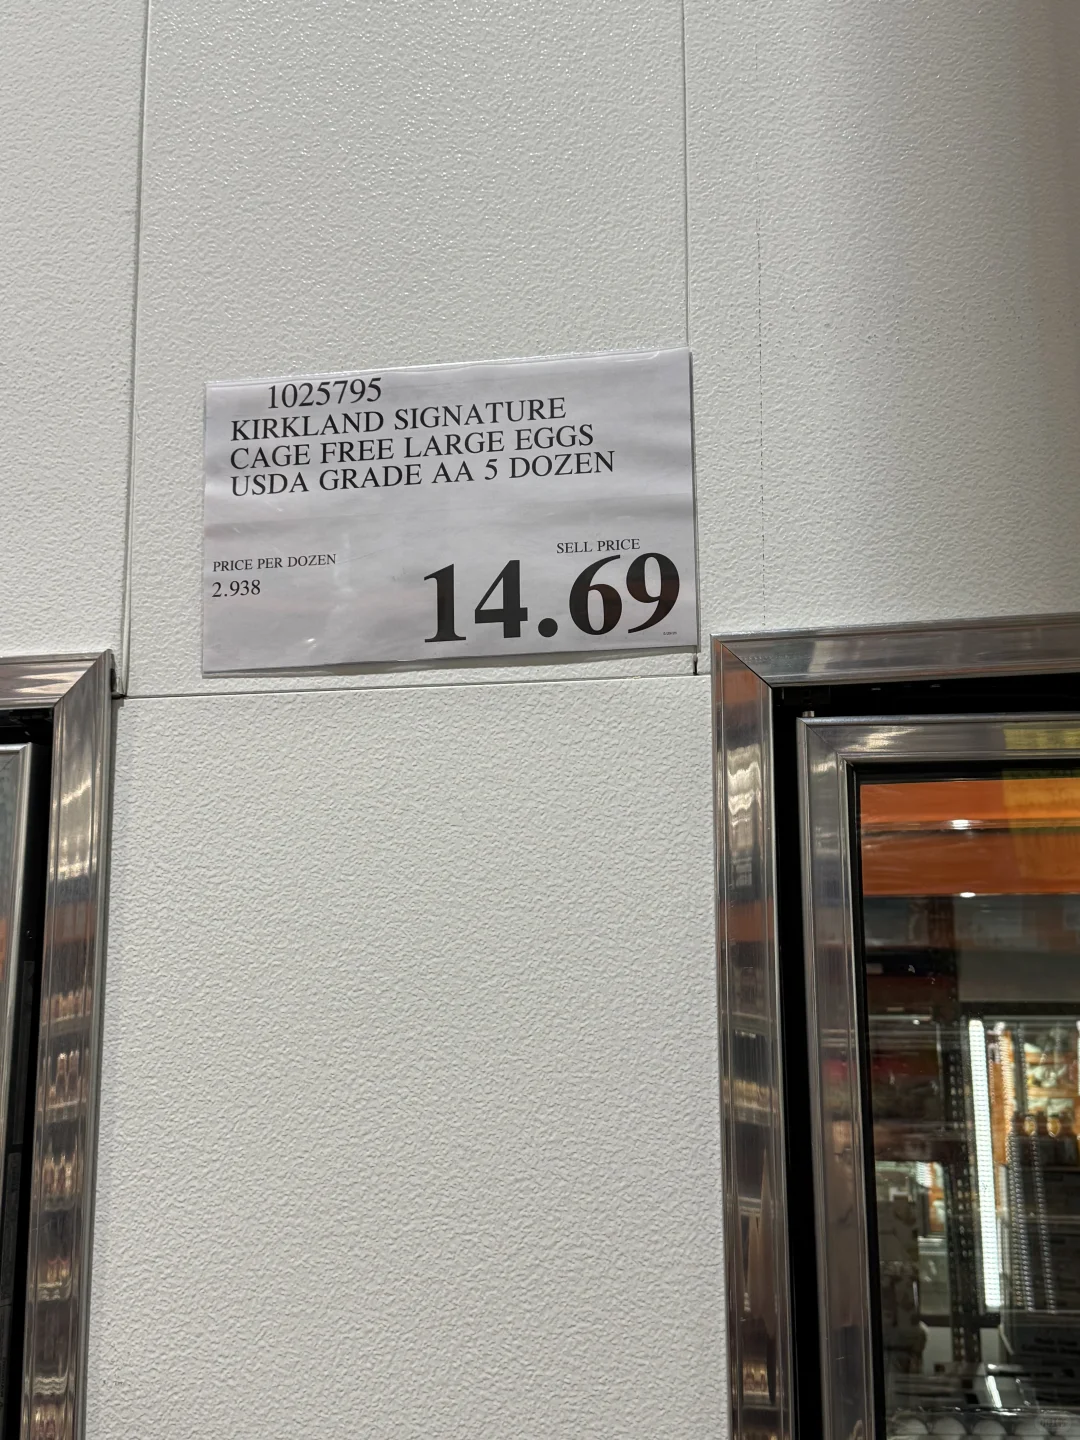 1025795
KIRKLAND SIGNATURE
CAGE FREE LARGE EGGS
USDA GRADE AA 5 DOZEN
PRICE PER DOZEN
2.938
SELL PRICE
14.69